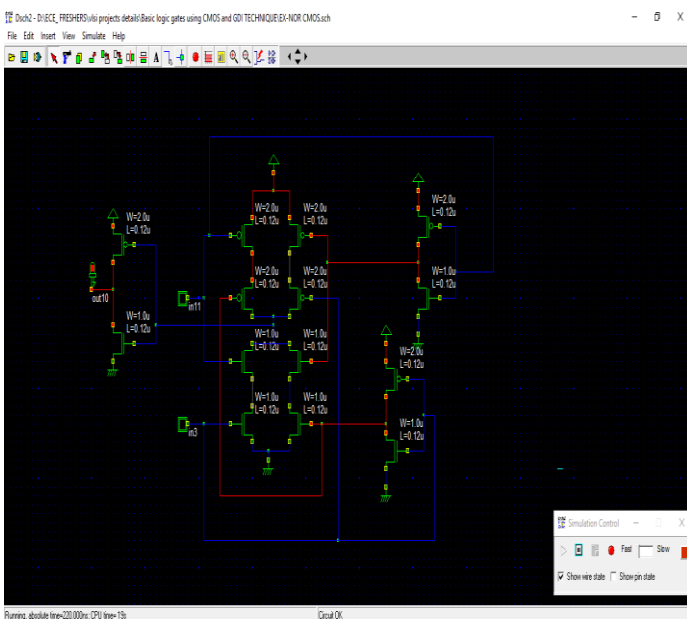 Dsch2 - D:\ECE_FRESHERS\vlsi projects details\Basic logic gates using CMOS and GDI TECHNIQUE\EX-NOR CMOS.sch
File Edit Insert View Simulate Help
W=2.0u
L=0.12u
W=2.0u
L=0.12u
W=2.0u
L=0.12u
W=2.0u
L=0.12u
W=2.0u
L=0.12u
W=2.0u
L=0.12u
W=1.0u
L=0.12u
out10
in11
W=1.0u
L=0.12u
W=1.0u
L=0.12u
W=1.0u
L=0.12u
W=2.0u
L=0.12u
W=1.0u
L=0.12u
W=1.0u
L=0.12u
W=1.0u
L=0.12u
in3
Simulation Control
Fast
Slow
Show wire state
Show pin state
Running, absolute time=220.000ns; CPU time= 19s
Circuit OK